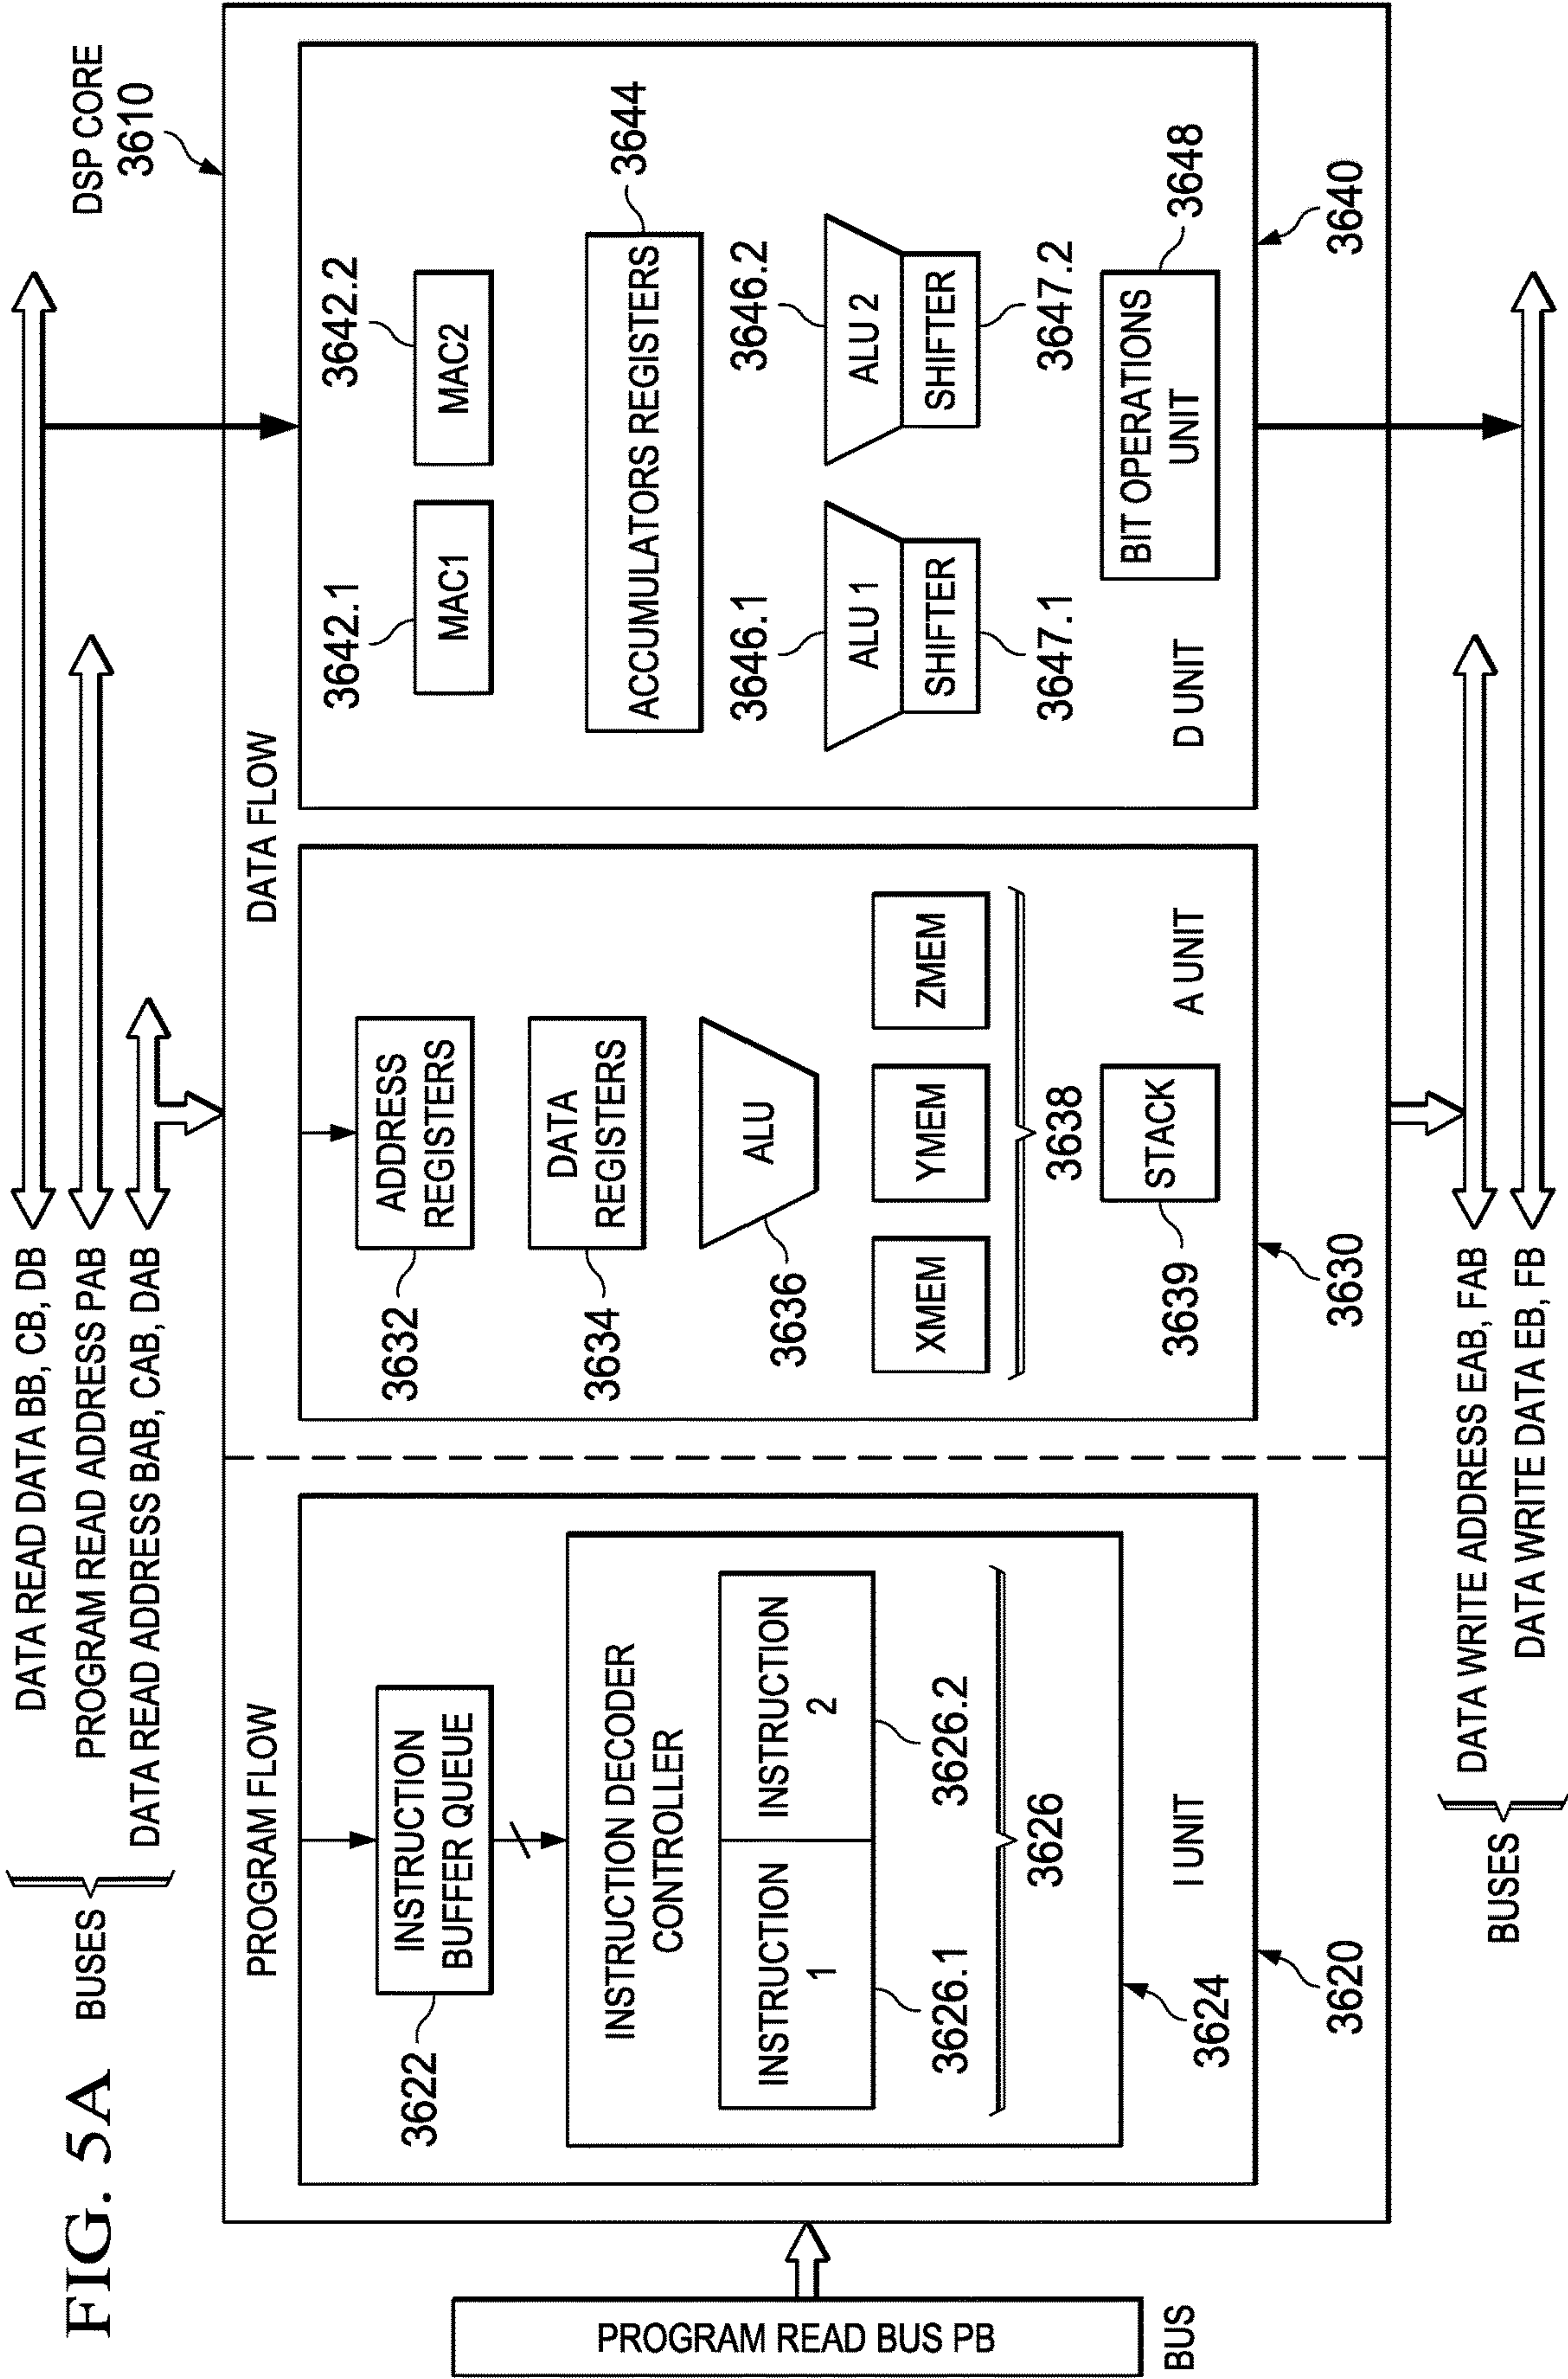 FIG. 5A
BUSES
DATA READ DATA BB, CB, DB
PROGRAM READ ADDRESS PAB
DATA READ ADDRESS BAB, CAB, DAB
DSP CORE
3610
PROGRAM READ BUS PB
BUS
PROGRAM FLOW
INSTRUCTION
BUFFER QUEUE
3622
INSTRUCTION DECODER
CONTROLLER
INSTRUCTION
1
INSTRUCTION
2
3626.1
3626.2
3626
3624
I UNIT
3620
DATA FLOW
ADDRESS
REGISTERS
3632
DATA
REGISTERS
3634
ALU
3636
XMEM
YMEM
ZMEM
3638
STACK
3639
A UNIT
3630
3642.1
3642.2
MAC1
MAC2
ACCUMULATORS REGISTERS
3644
3646.1
3646.2
ALU 1
SHIFTER
ALU 2
SHIFTER
3647.1
3647.2
BIT OPERATIONS
UNIT
3648
D UNIT
3640
BUSES
DATA WRITE ADDRESS EAB, FAB
DATA WRITE DATA EB, FB